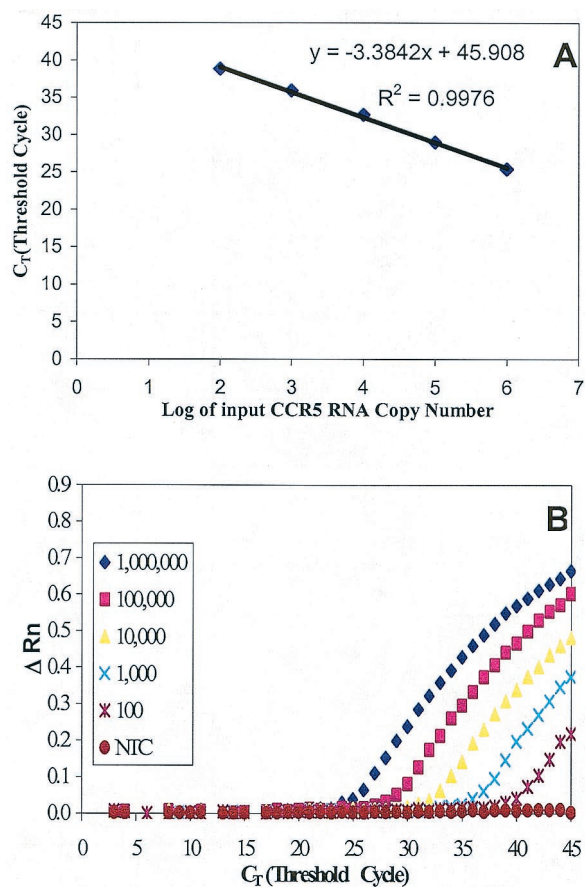 A
y = -3.3842x + 45.908
R² = 0.9976
45
40
35
30
25
20
15
10
5
0
C_T(Threshold Cycle)
0 1 2 3 4 5 6 7
Log of input CCR5 RNA Copy Number
B
0.9
0.8
0.7
0.6
0.5
0.4
0.3
0.2
0.1
0.0
Δ Rn
1,000,000
100,000
10,000
1,000
100
NTC
0 5 10 15 20 25 30 35 40 45
C_T (Threshold Cycle)